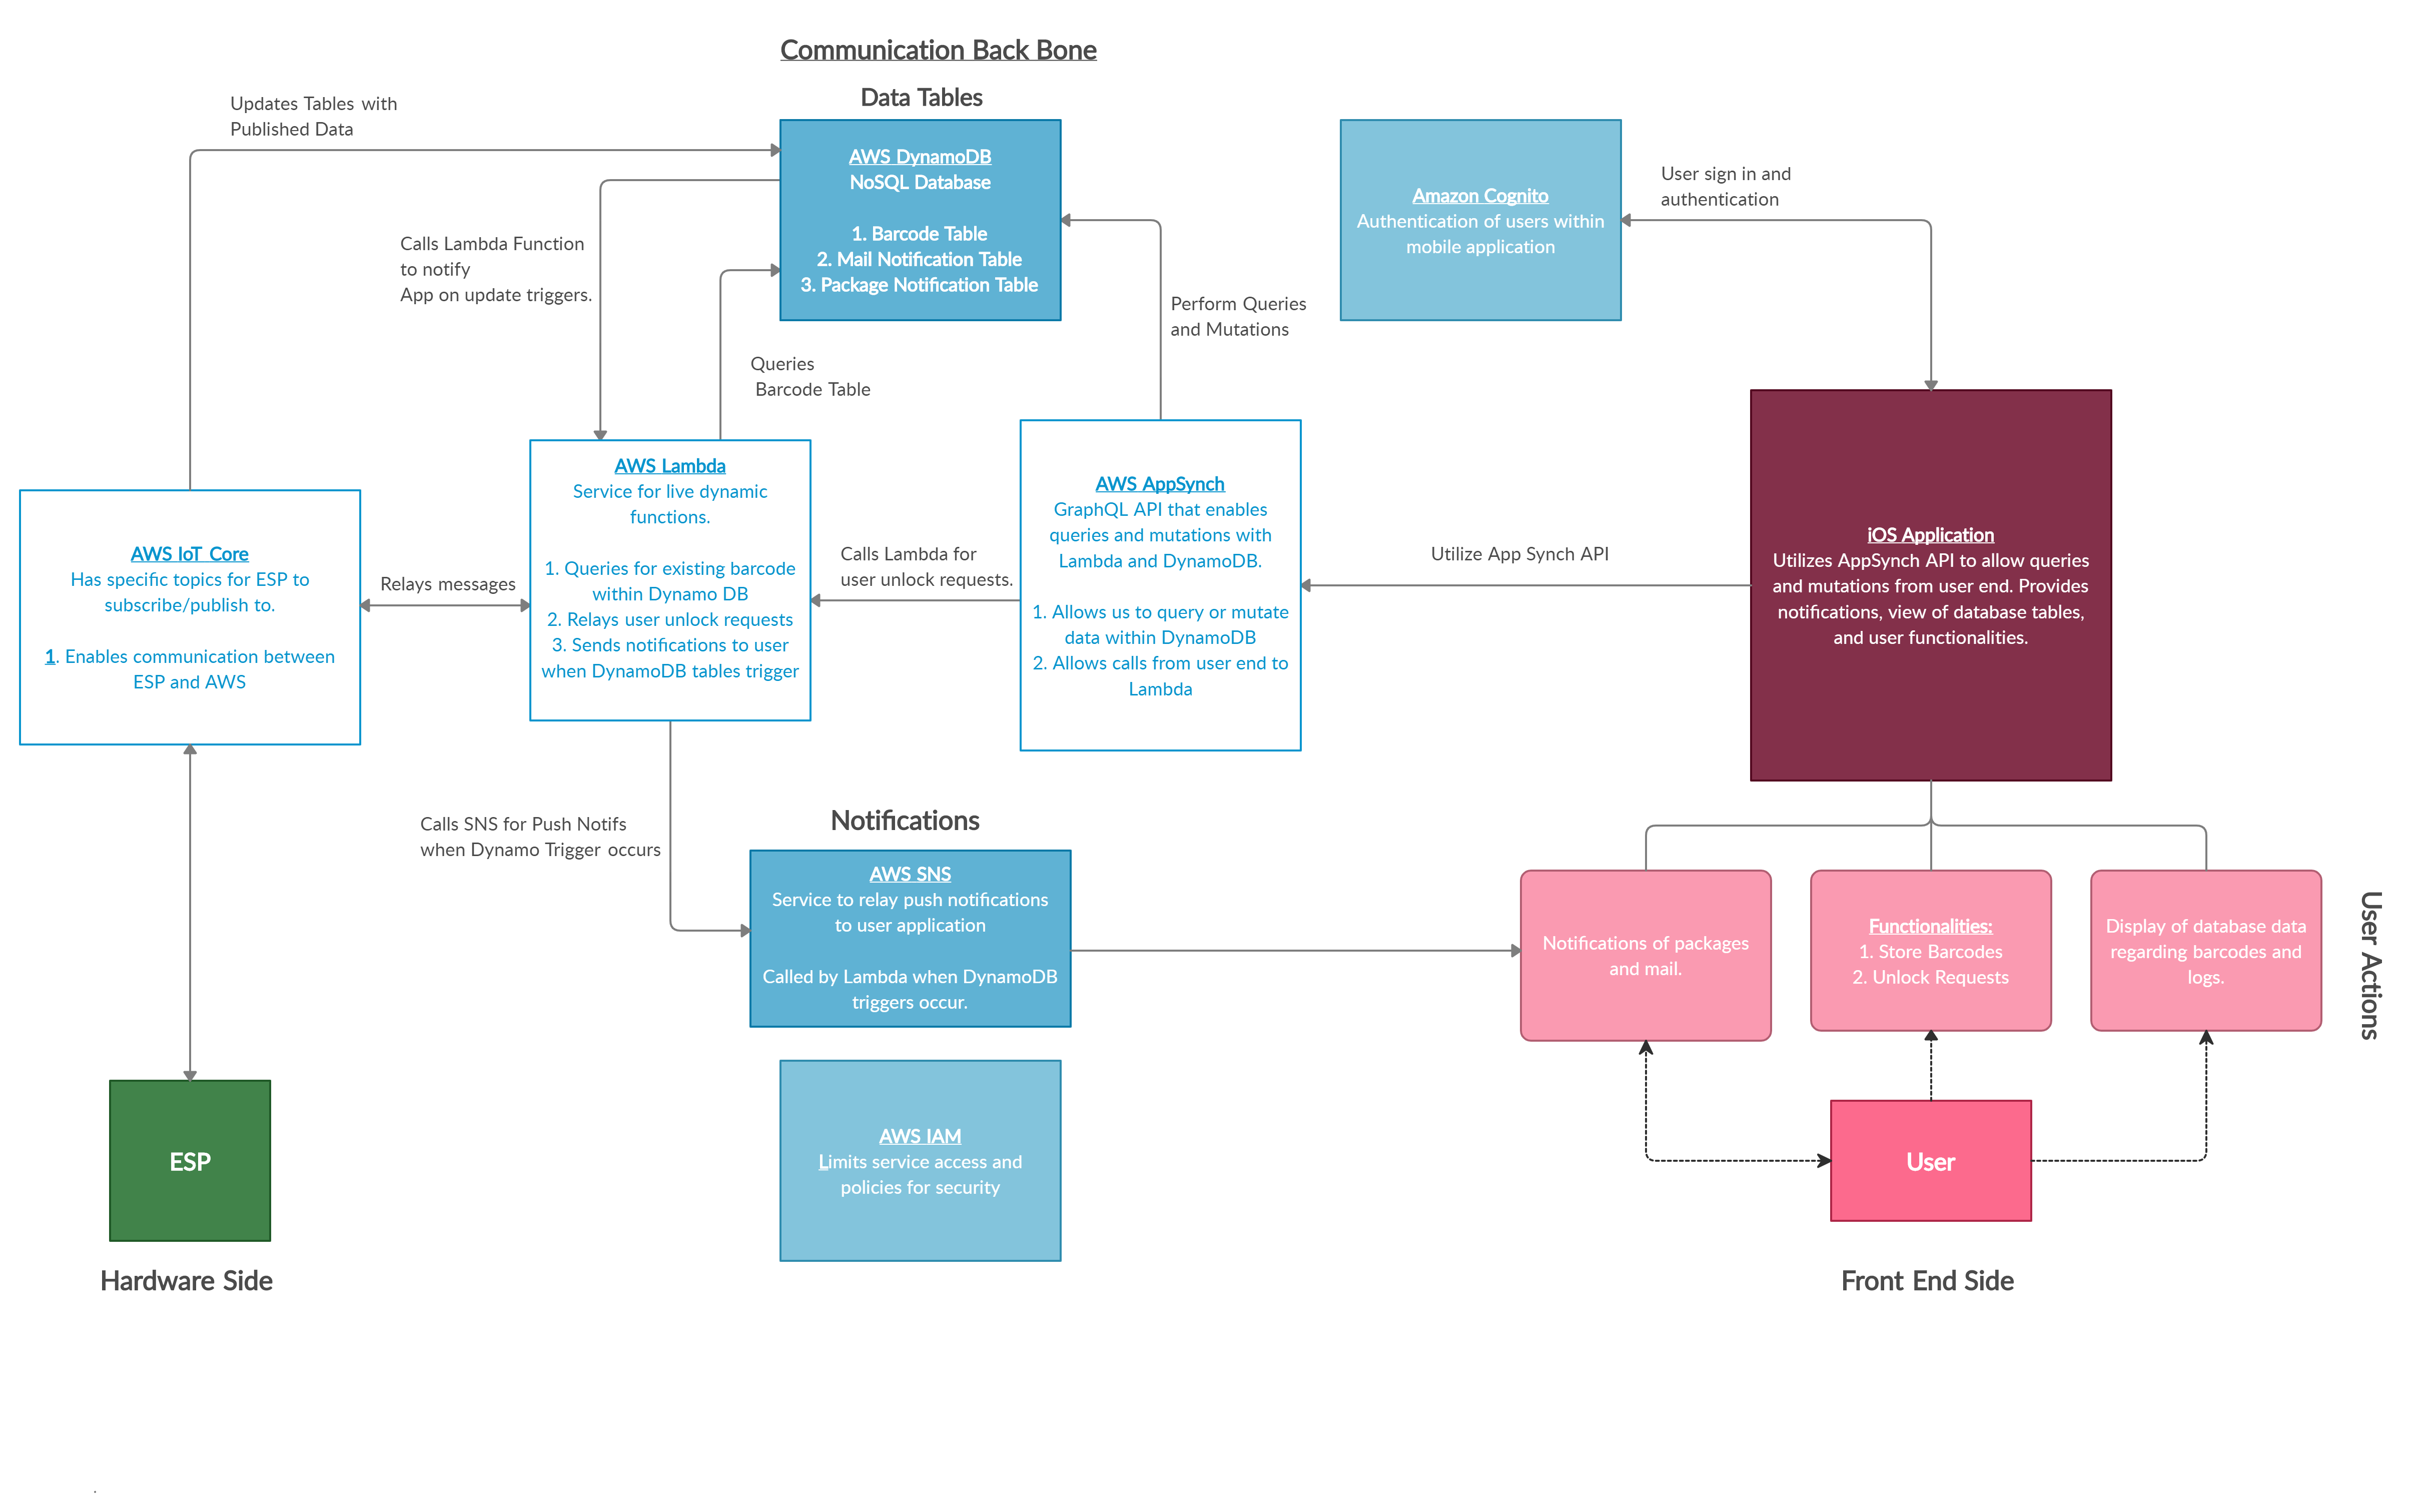 Communication Back Bone
Data Tables
Updates Tables with
Published Data
AWS DynamoDB
NoSQL Database
1. Barcode Table
2. Mail Notification Table
3. Package Notification Table
Amazon Cognito
Authentication of users within
mobile application
User sign in and
authentication
Calls Lambda Function
to notify
App on update triggers.
Perform Queries
and Mutations
Queries
Barcode Table
AWS IoT Core
Has specific topics for ESP to
subscribe/publish to.
1. Enables communication between
ESP and AWS
Relays messages
AWS Lambda
Service for live dynamic
functions.
1. Queries for existing barcode
within Dynamo DB
2. Relays user unlock requests
3. Sends notifications to user
when DynamoDB tables trigger
Calls Lambda for
user unlock requests.
AWS AppSynch
GraphQL API that enables
queries and mutations with
Lambda and DynamoDB.
1. Allows us to query or mutate
data within DynamoDB
2. Allows calls from user end to
Lambda
Utilize App Synch API
iOS Application
Utilizes AppSynch API to allow queries
and mutations from user end. Provides
notifications, view of database tables,
and user functionalities.
Calls SNS for Push Notifs
when Dynamo Trigger occurs
Notifications
AWS SNS
Service to relay push notifications
to user application
Called by Lambda when DynamoDB
triggers occur.
Notifications of packages
and mail.
Functionalities:
1. Store Barcodes
2. Unlock Requests
Display of database data
regarding barcodes and
logs.
User Actions
AWS IAM
Limits service access and
policies for security
ESP
User
Hardware Side
Front End Side